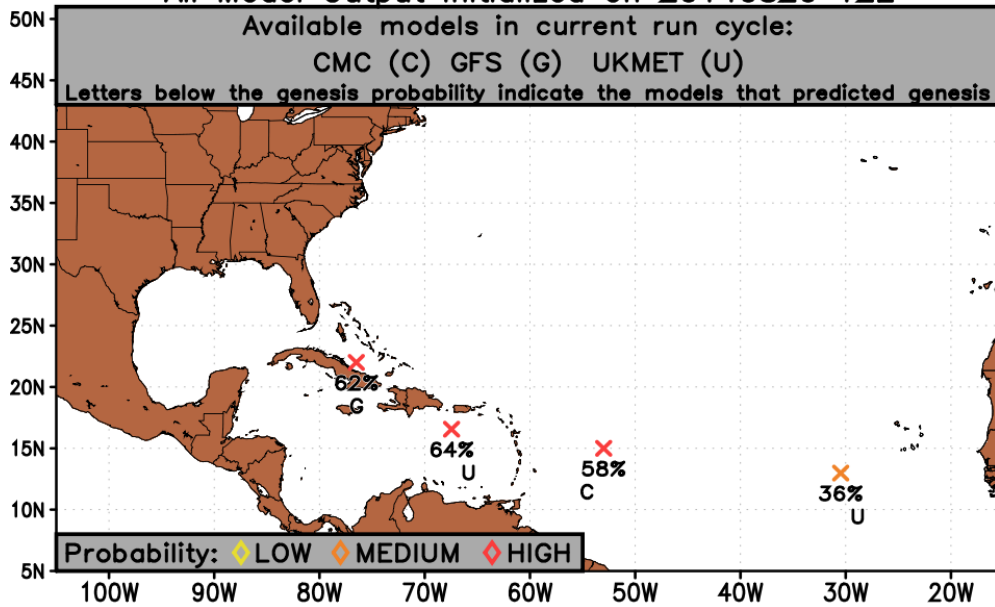 Available models in current run cycle:
CMC (C) GFS (G) UKMET (U)
Letters below the genesis probability indicate the models that predicted genesis
50N
45N
40N
35N
30N
25N
20N
15N
10N
5N
62%
G
64%
U
58%
C
36%
U
Probability: LOW MEDIUM HIGH
100W 90W 80W 70W 60W 50W 40W 30W 20W